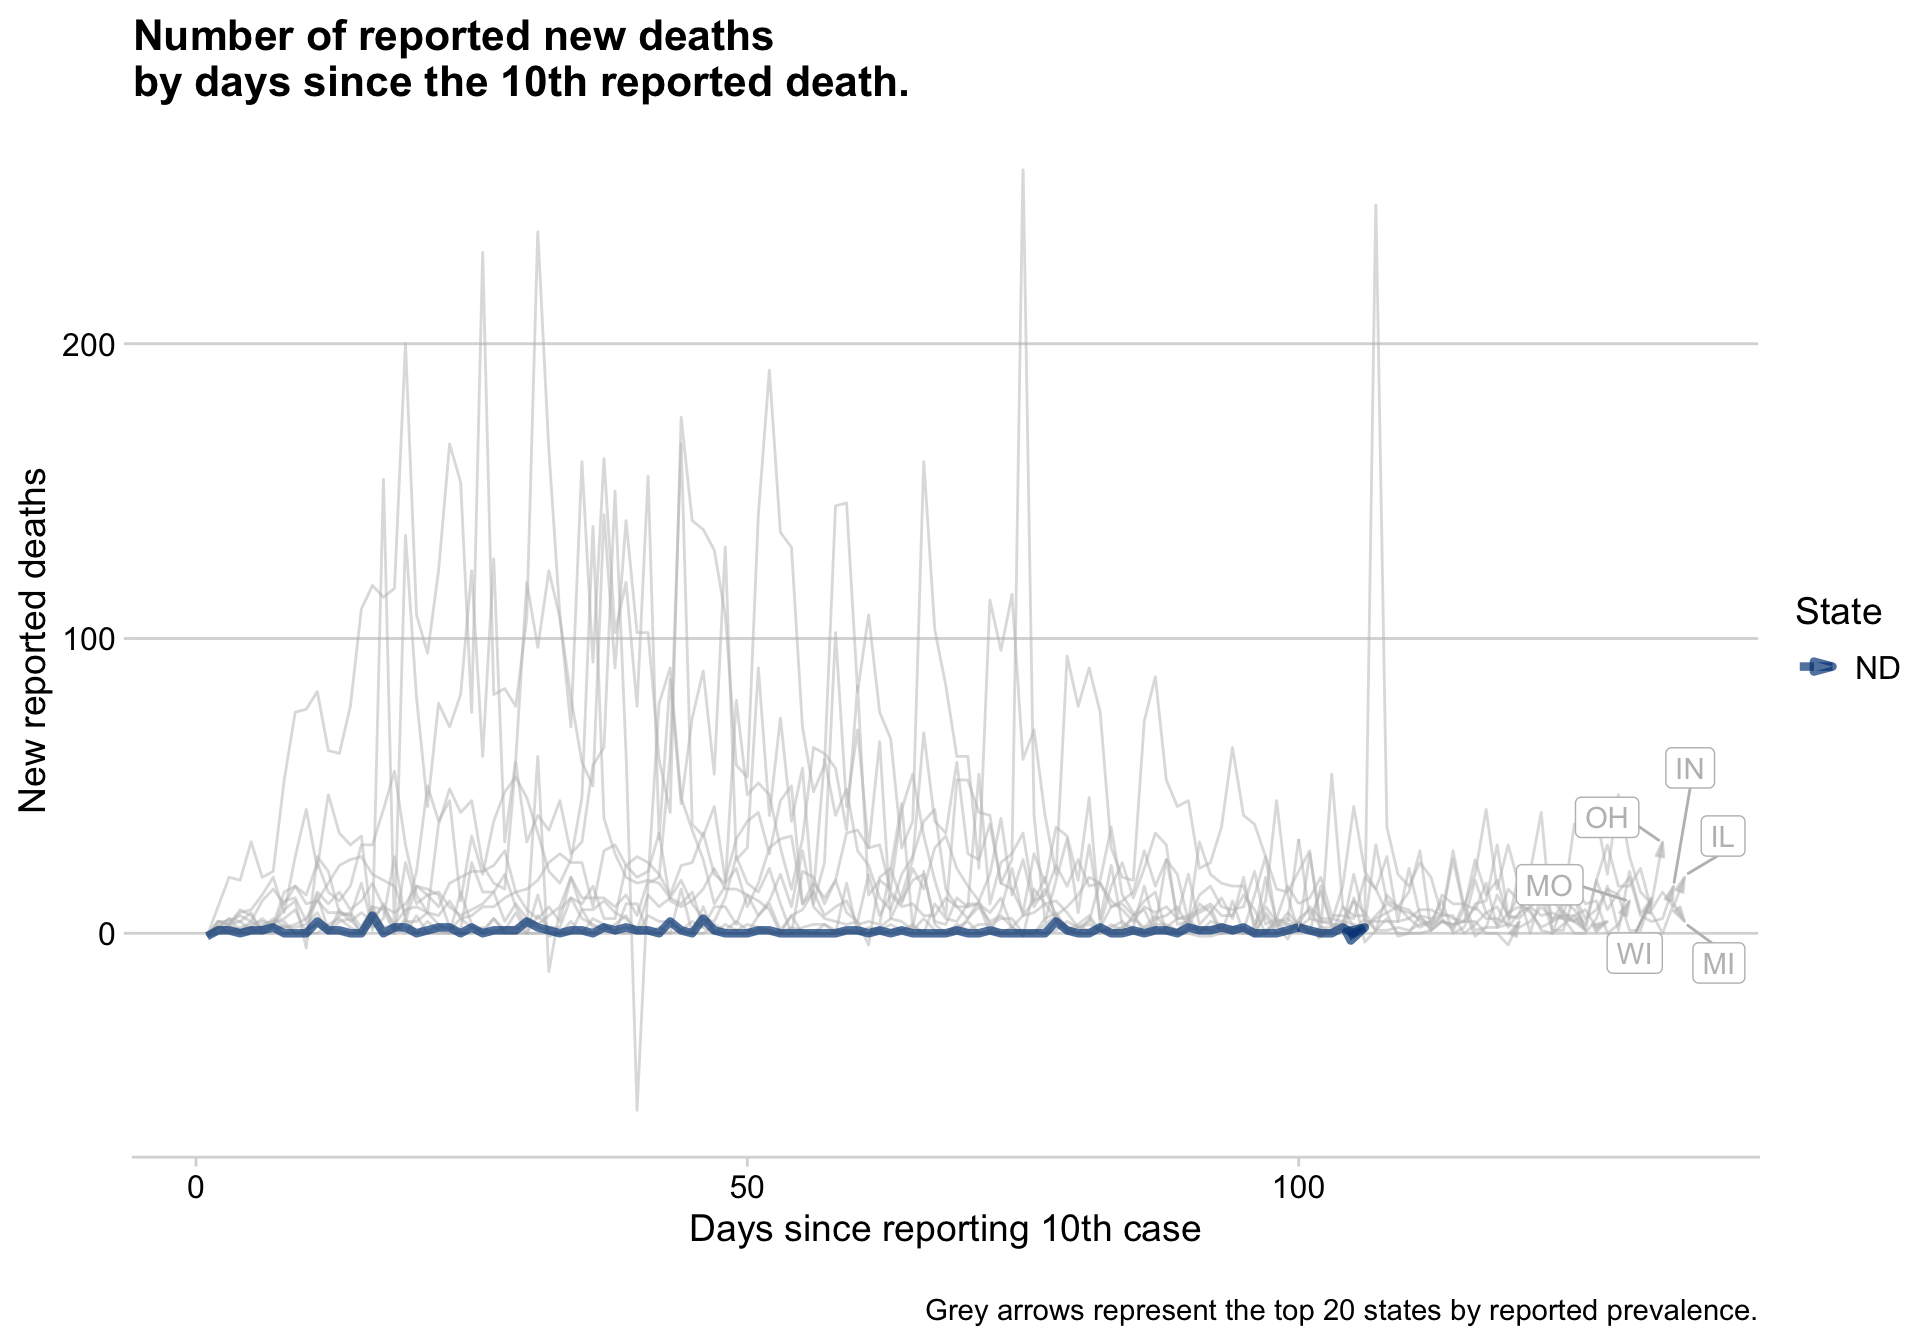 Number of reported new deaths
by days since the 10th reported death.
New reported deaths
200
100
0
0
50
100
Days since reporting 10th case
State
ND
IN
OH
IL
MO
WI
MI
Grey arrows represent the top 20 states by reported prevalence.